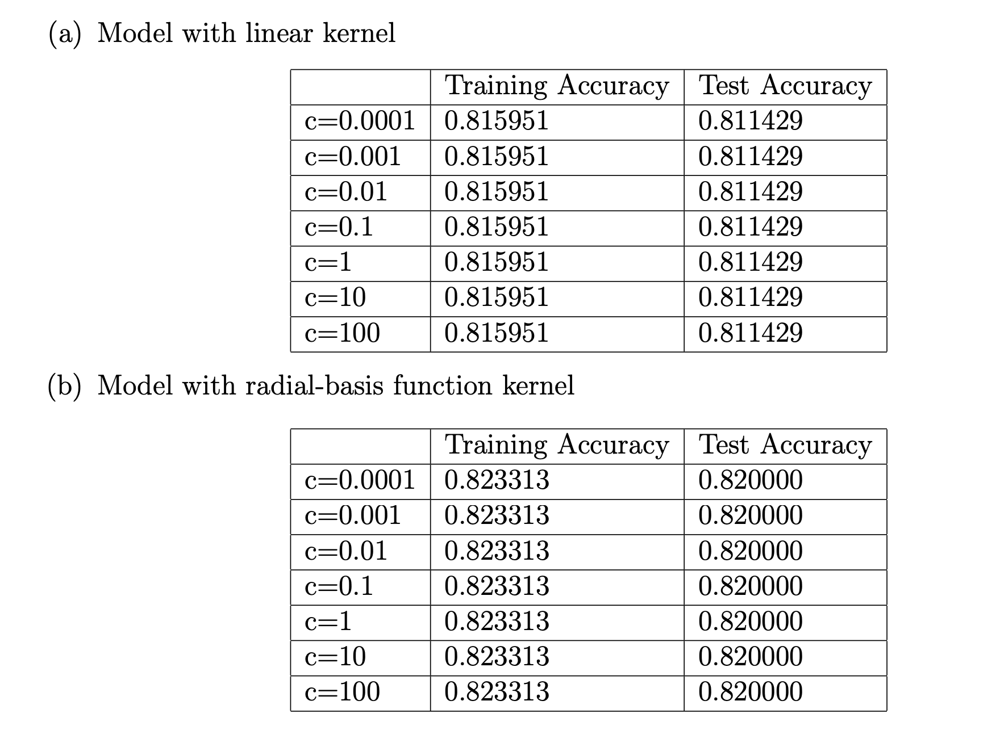 (a) Model with linear kernel
Training Accuracy Test Accuracy
c=0.0001 0.815951 0.811429
c=0.001 0.815951 0.811429
c=0.01 0.815951 0.811429
c=0.1 0.815951 0.811429
c=1 0.815951 0.811429
c=10 0.815951 0.811429
c=100 0.815951 0.811429
(b) Model with radial-basis function kernel
Training Accuracy Test Accuracy
c=0.0001 0.823313 0.820000
c=0.001 0.823313 0.820000
c=0.01 0.823313 0.820000
c=0.1 0.823313 0.820000
c=1 0.823313 0.820000
c=10 0.823313 0.820000
c=100 0.823313 0.820000